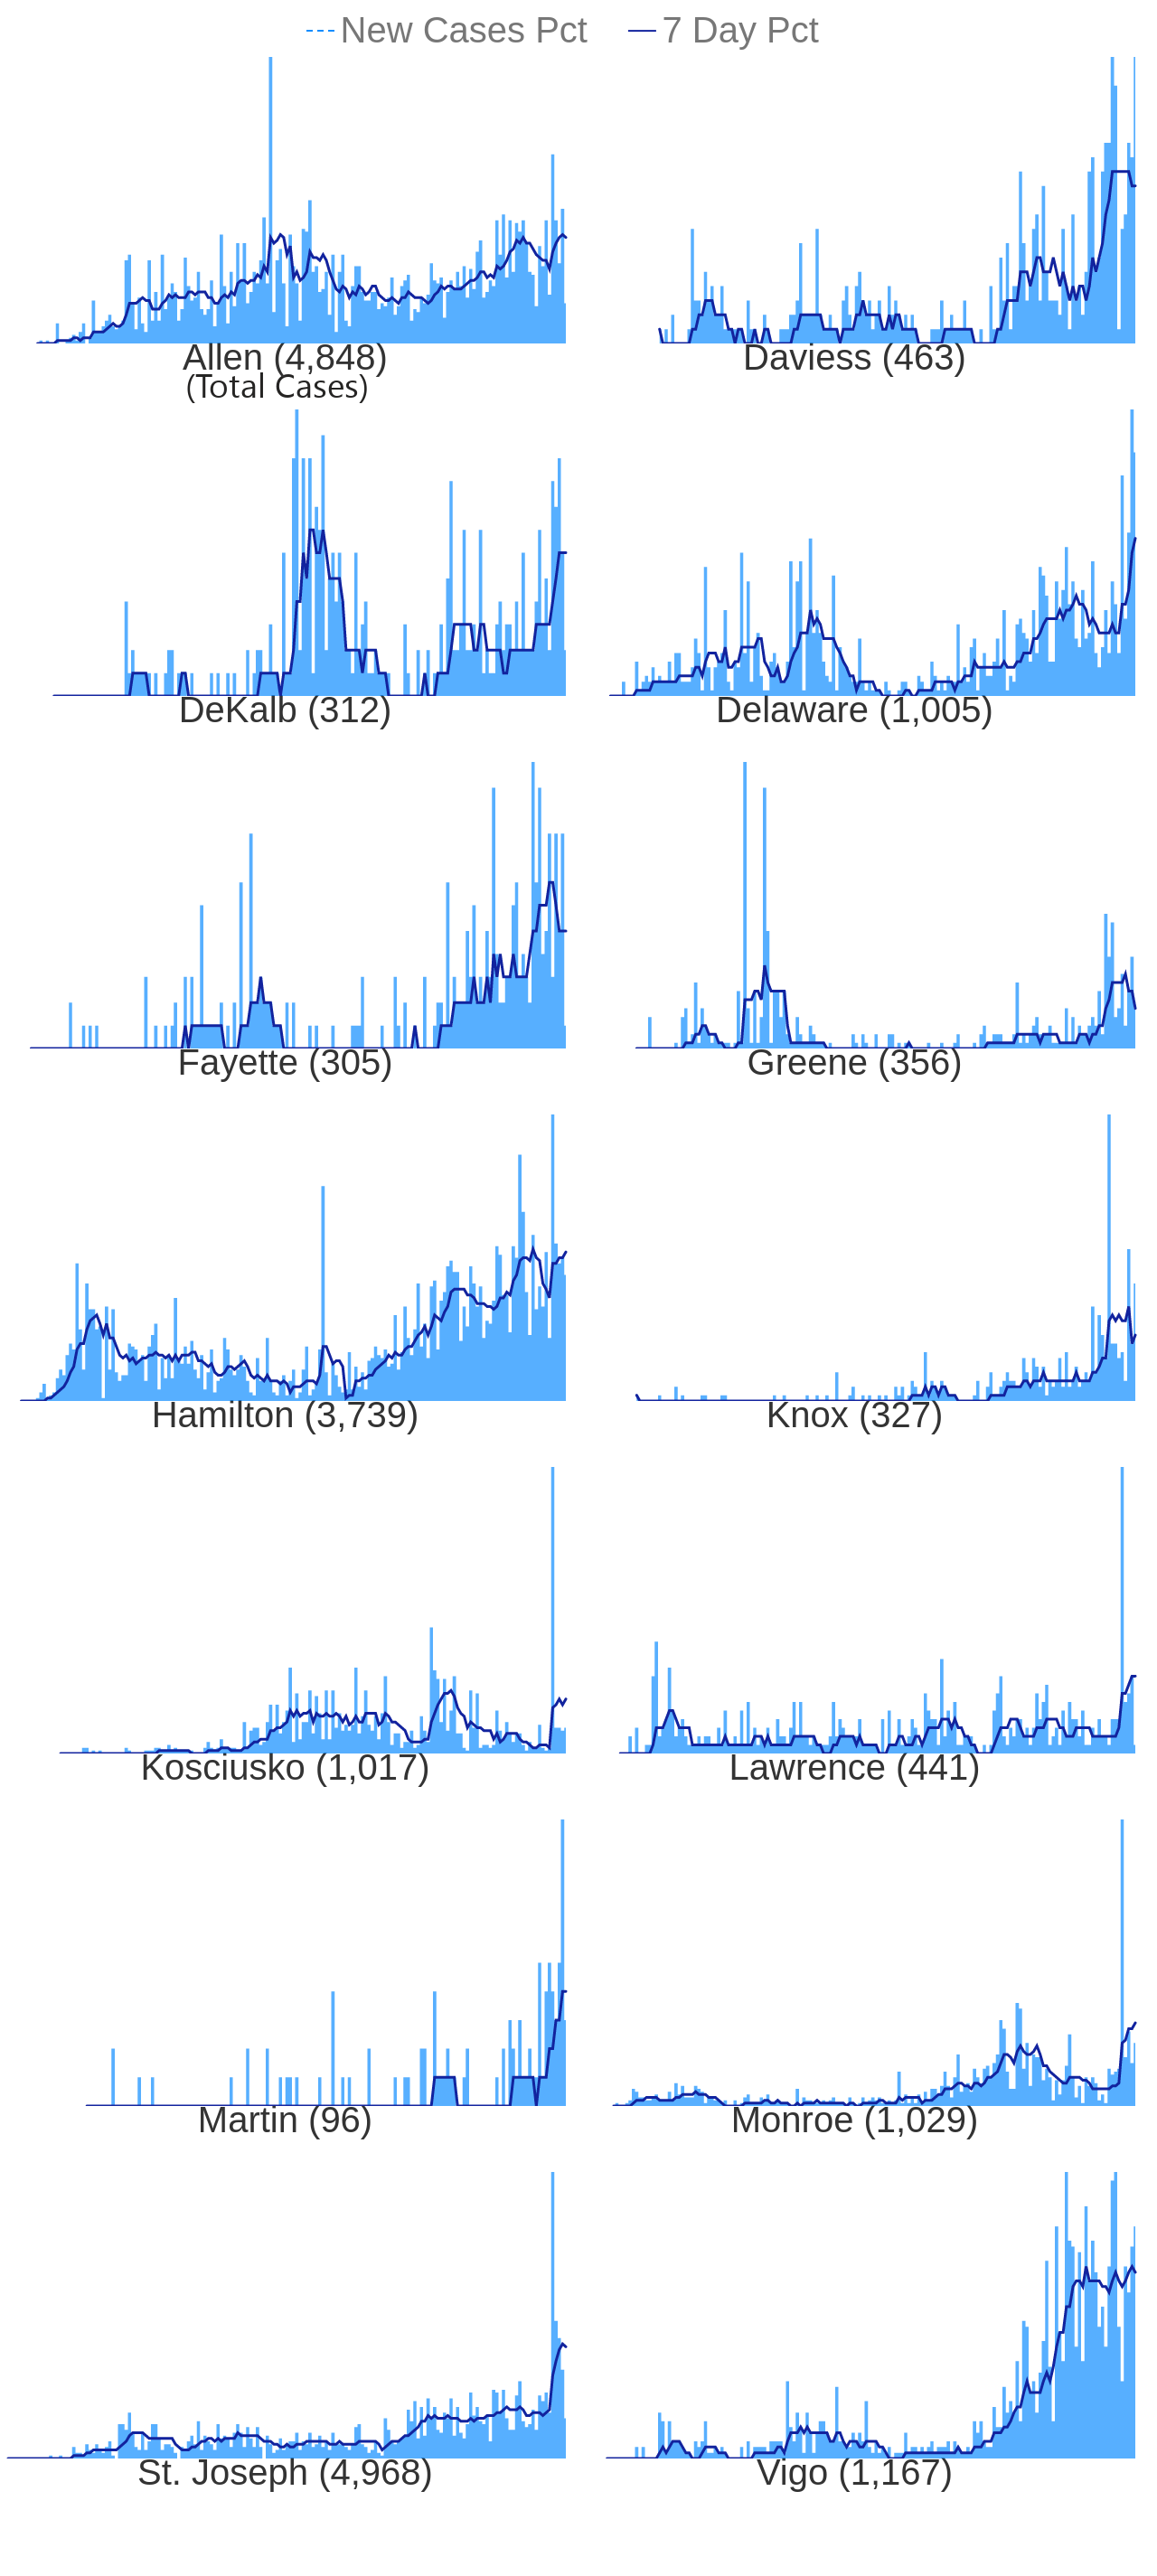 New Cases Pct 7 Day Pct
Allen (4,848) Daviess (463)
(Total Cases)
DeKalb (312) Delaware (1,005)
Fayette (305) Greene (356)
Hamilton (3,739) Knox (327)
Kosciusko (1,017) Lawrence (441)
Martin (96) Monroe (1,029)
St. Joseph (4,968) Vigo (1,167)